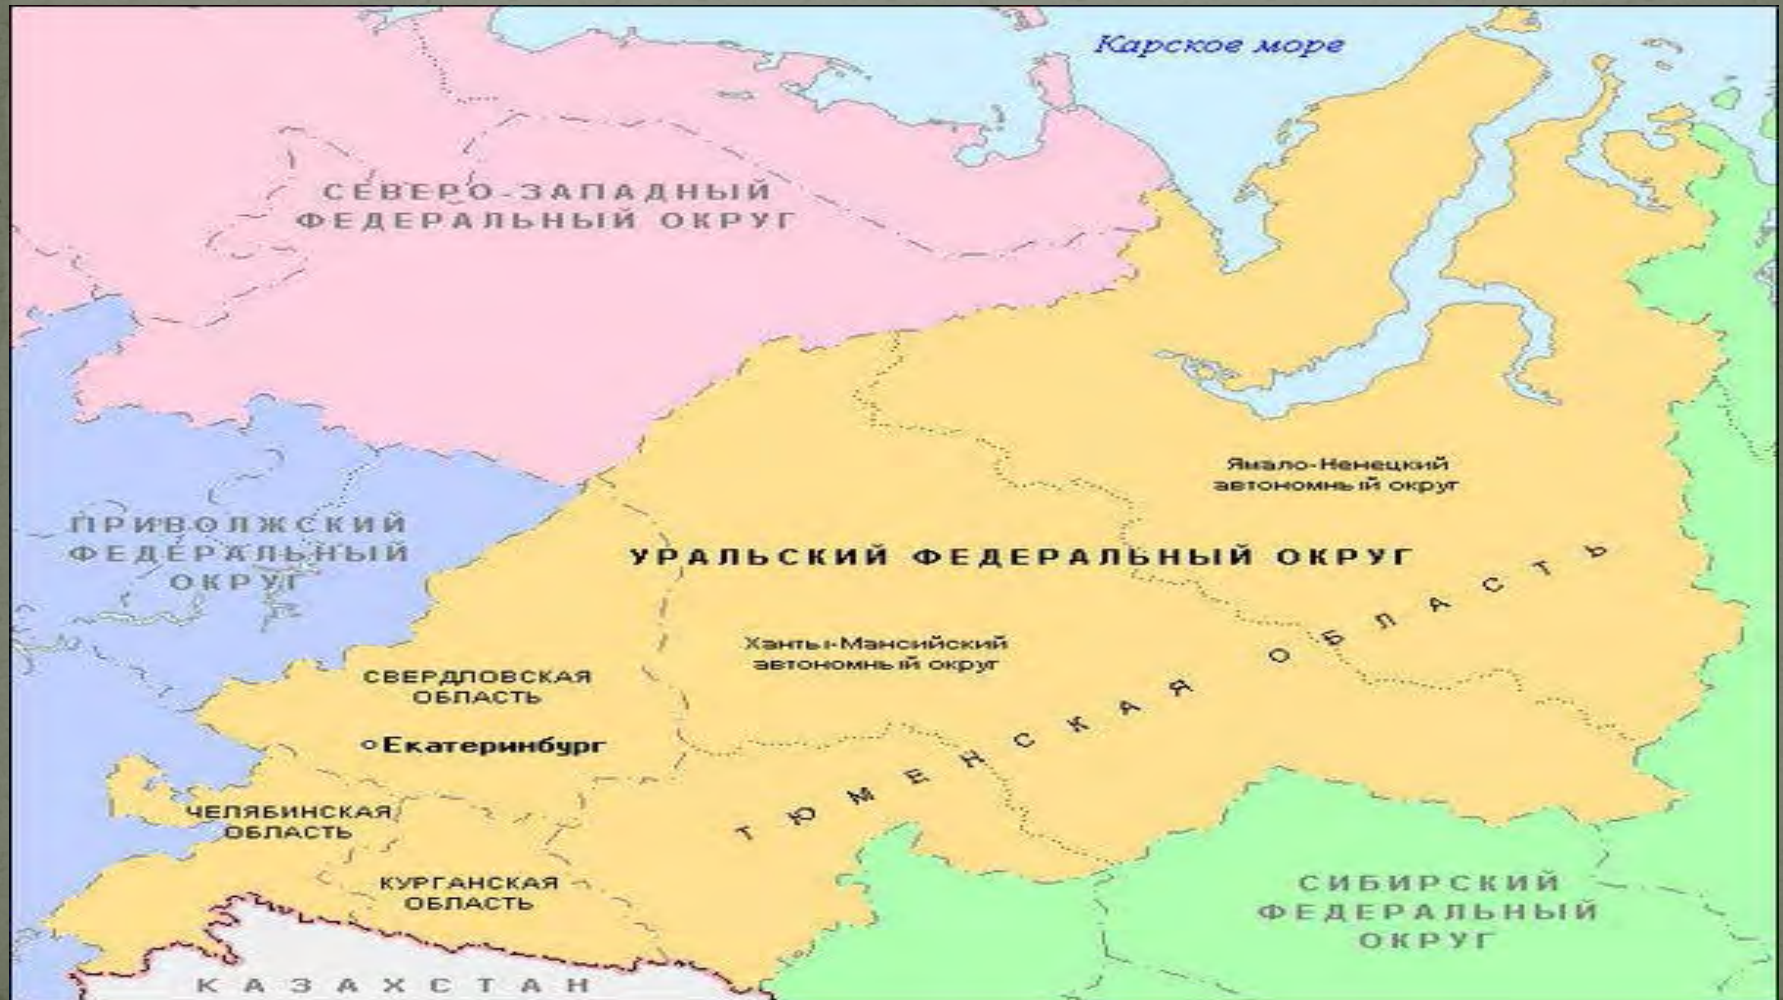 Карское море
СЕВЕРО-ЗАПАДНЫЙ
ФЕДЕРАЛЬНЫЙ ОКРУГ
Ямало-Ненецкий
автономный округ
ПРИВОЛЖСКИЙ
ФЕДЕРАЛЬНЫЙ
ОКРУГ
УРАЛЬСКИЙ ФЕДЕРАЛЬНЫЙ ОКРУГ
Ханты-Мансийский
автономный округ
ТЮМЕНСКАЯ ОБЛАСТЬ
СВЕРДЛОВСКАЯ
ОБЛАСТЬ
Екатеринбург
ЧЕЛЯБИНСКАЯ
ОБЛАСТЬ
КУРГАНСКАЯ
ОБЛАСТЬ
СИБИРСКИЙ
ФЕДЕРАЛЬНЫЙ
ОКРУГ
КАЗАХСТАН